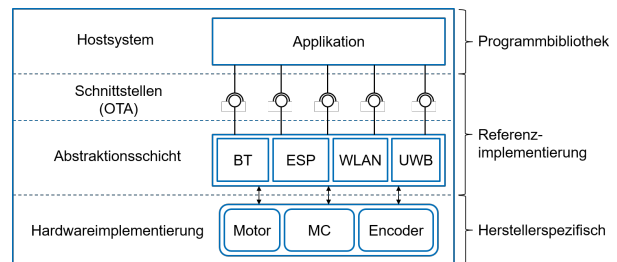 Hostsystem
Applikation
Programmbibliothek
Schnittstellen
(OTA)
Abstraktionsschicht
BT ESP WLAN UWB
Referenz-
implementierung
Hardwareimplementierung
Motor MC Encoder
Herstellerspezifisch